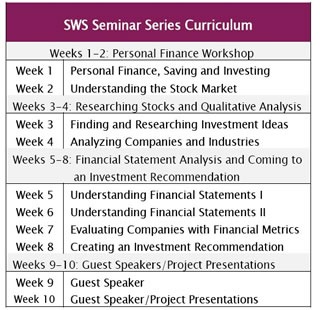 SWS Seminar Series Curriculum
Weeks 1-2: Personal Finance Workshop
Week 1 Personal Finance, Saving and Investing
Week 2 Understanding the Stock Market
Weeks 3-4: Researching Stocks and Qualitative Analysis
Week 3 Finding and Researching Investment Ideas
Week 4 Analyzing Companies and Industries
Weeks 5-8: Financial Statement Analysis and Coming to
an Investment Recommendation
Week 5 Understanding Financial Statements I
Week 6 Understanding Financial Statements II
Week 7 Evaluating Companies with Financial Metrics
Week 8 Creating an Investment Recommendation
Weeks 9-10: Guest Speakers/Project Presentations
Week 9 Guest Speaker
Week 10 Guest Speaker/Project Presentations